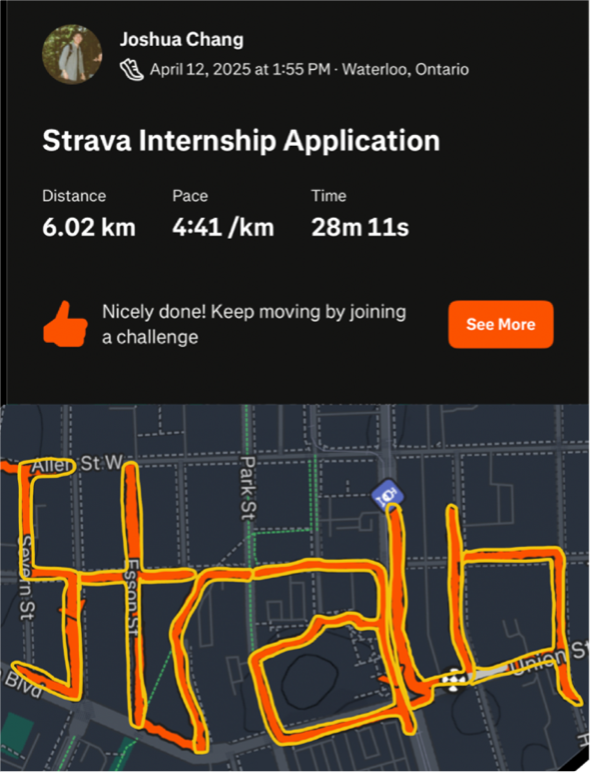 Joshua Chang
April 12, 2025 at 1:55 PM · Waterloo, Ontario
Strava Internship Application
Distance
Pace
Time
6.02 km
4:41 /km
28m 11s
Nicely done! Keep moving by joining
a challenge
See More
Allen St W
Park St
Severn St
Esson St
Union St
Blvd